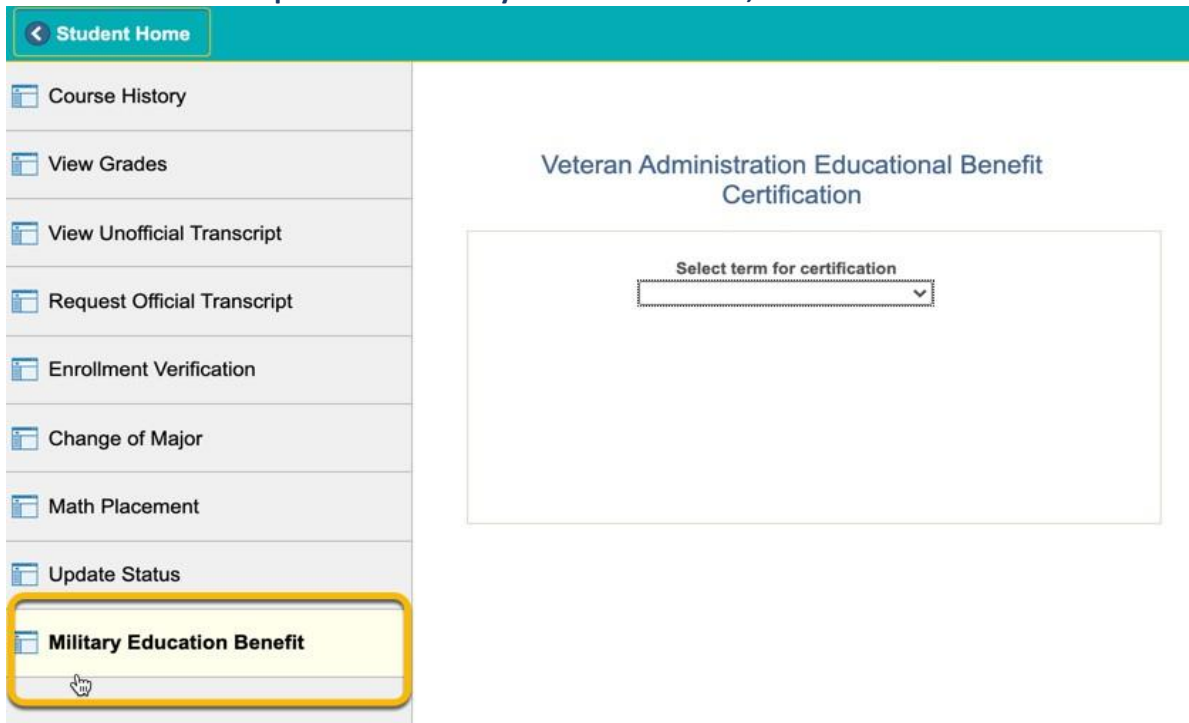 Student Home
Course History
View Grades
View Unofficial Transcript
Request Official Transcript
Enrollment Verification
Change of Major
Math Placement
Update Status
Military Education Benefit
Veteran Administration Educational Benefit
Certification
Select term for certification